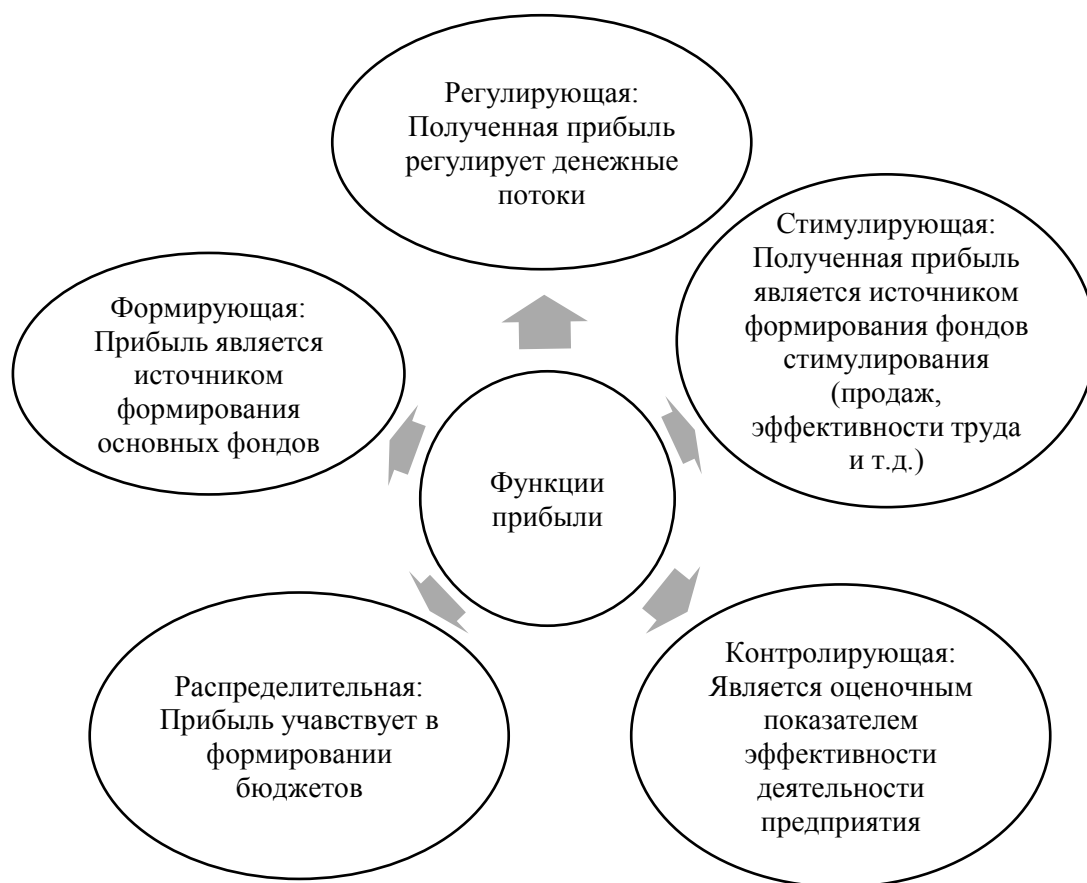 Регулирующая:
Полученная прибыль
регулирует денежные
потоки
Стимулирующая:
Полученная прибыль
является источником
формирования фондов
стимулирования
(продаж,
эффективности труда
и т.д.)
Формирующая:
Прибыль является
источником
формирования
основных фондов
Функции
прибыли
Распределительная:
Прибыль учавствует в
формировании
бюджетов
Контролирующая:
Является оценочным
показателем
эффективности
деятельности
предприятия